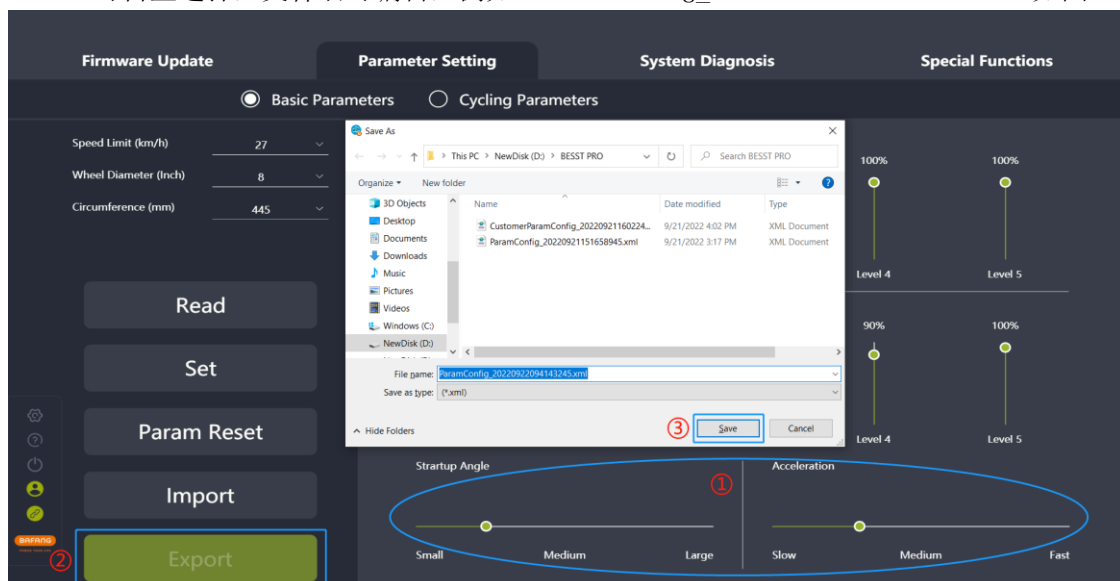 Firmware Update
Parameter Setting
System Diagnosis
Special Functions
Basic Parameters
Cycling Parameters
Speed Limit (km/h) 27
Wheel Diameter (Inch) 8
Circumference (mm) 445
Read
Set
Param Reset
Import
Export
②
BAFANG
Save As
This PC > NewDisk (D:) > BESST PRO
Search BESST PRO
Organize
New folder
3D Objects
Desktop
Documents
Downloads
Music
Pictures
Videos
Windows (C:)
NewDisk (D:)
Name Date modified Type
CustomerParamConfig_20220921160224... 9/21/2022 4:02 PM XML Document
ParamConfig_20220921151658945.xml 9/21/2022 3:17 PM XML Document
File name: ParamConfig_20220922094143245.xml
Save as type: (*.xml)
Hide Folders
③
Save
Cancel
100% 100%
Level 4 Level 5
90% 100%
Level 4 Level 5
Strartup Angle
Small Medium Large
①
Acceleration
Slow Medium Fast